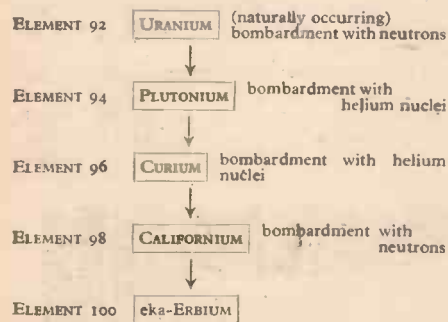 ELEMENT 92 URANIUM (naturally occurring)
bombardment with neutrons
ELEMENT 94 PLUTONIUM bombardment with
helium nuclei
ELEMENT 96 CURIUM bombardment with helium
nuclei
ELEMENT 98 CALIFORNIUM bombardment with
neutrons
ELEMENT 100 eka-ERBIUM